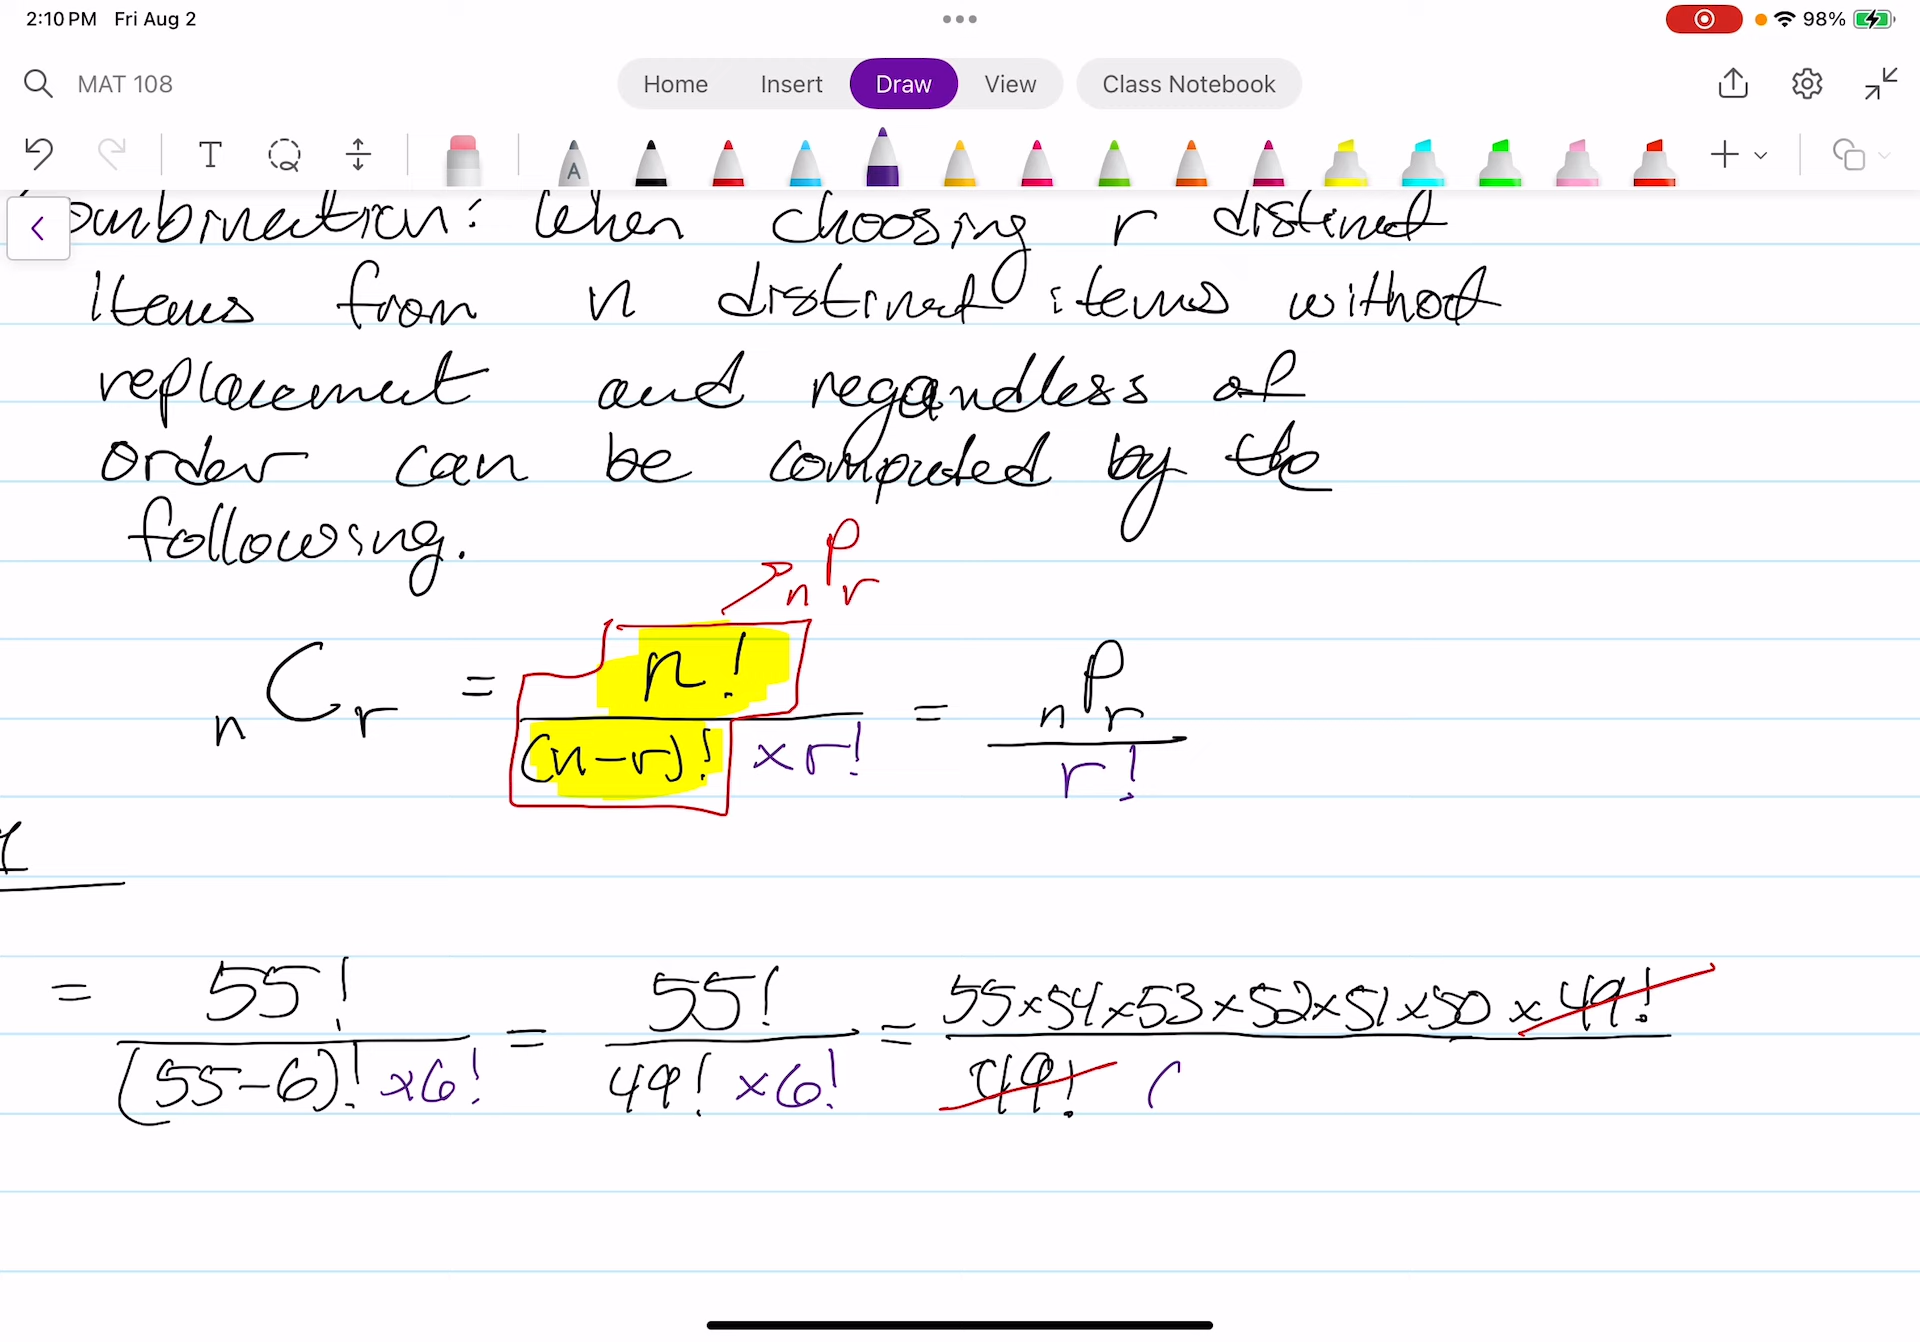 2:10 PM Fri Aug 2 98%
MAT 108 Home Insert Draw View Class Notebook
T A
ombination: When choosing r distinct
items from n distinct items without
replacement and regardless of
order can be computed by the
following.
nPr
nCr = n! / (n-r)! × r! = nPr / r!
= 55! / (55-6)! × 6! = 55! / 49! × 6! = 55×54×53×52×51×50 × 49! / 49! (